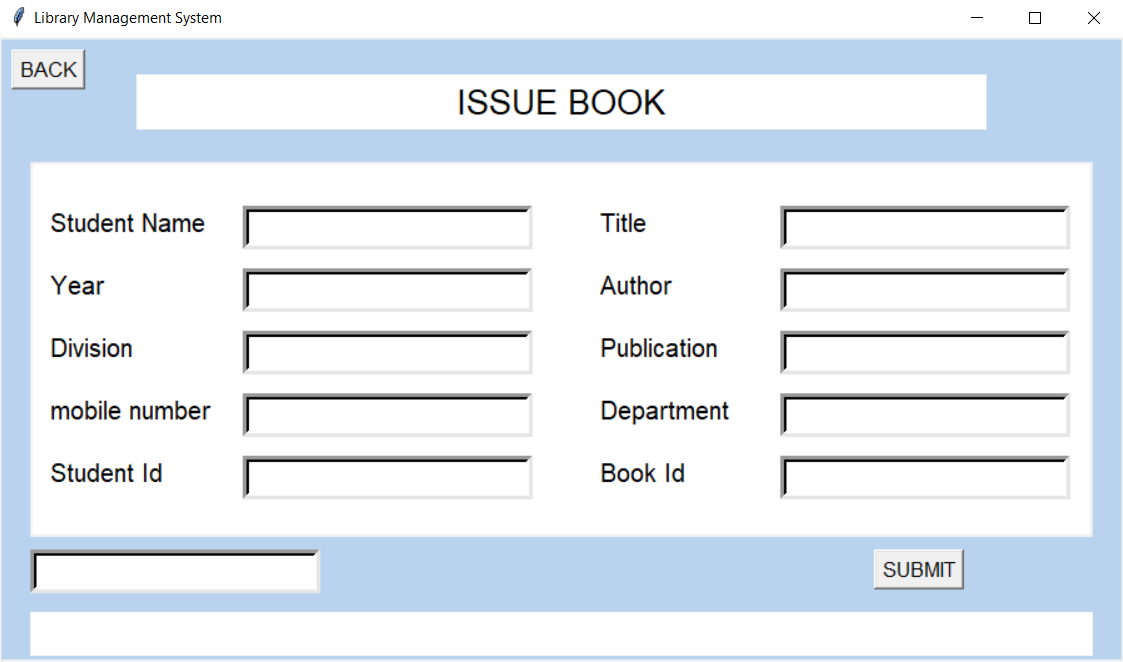 Library Management System
BACK
ISSUE BOOK
Student Name
Title
Year
Author
Division
Publication
mobile number
Department
Student Id
Book Id
SUBMIT